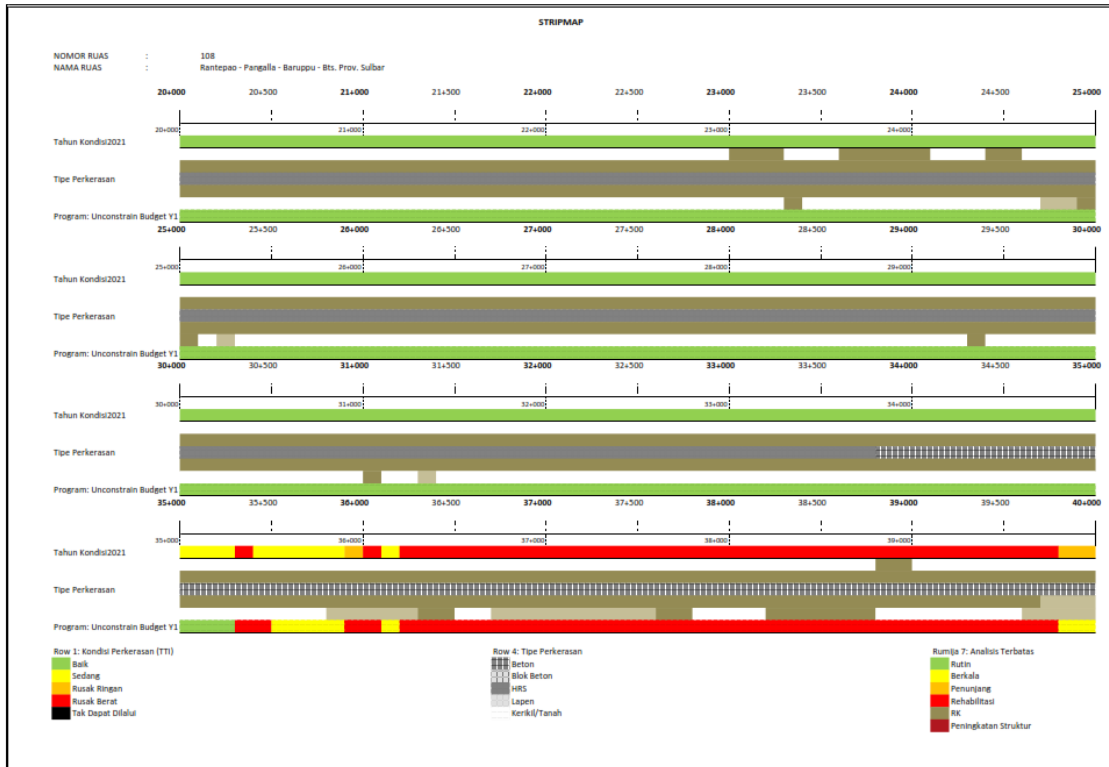 STRIPMAP
NOMOR RUAS : 108
NAMA RUAS : Rantepao - Pangalla - Baruppu - Bts. Prov. Sulbar
20+000 20+500 21+000 21+500 22+000 22+500 23+000 23+500 24+000 24+500 25+000
20+000 21+000 22+000 23+000 24+000
Tahun Kondisi2021
Tipe Perkerasan
Program: Unconstrain Budget Y1
25+000 25+500 26+000 26+500 27+000 27+500 28+000 28+500 29+000 29+500 30+000
25+000 26+000 27+000 28+000 29+000
Tahun Kondisi2021
Tipe Perkerasan
Program: Unconstrain Budget Y1
30+000 30+500 31+000 31+500 32+000 32+500 33+000 33+500 34+000 34+500 35+000
30+000 31+000 32+000 33+000 34+000
Tahun Kondisi2021
Tipe Perkerasan
Program: Unconstrain Budget Y1
35+000 35+500 36+000 36+500 37+000 37+500 38+000 38+500 39+000 39+500 40+000
35+000 36+000 37+000 38+000 39+000
Tahun Kondisi2021
Tipe Perkerasan
Program: Unconstrain Budget Y1
Row 1: Kondisi Perkerasan (TTI)
Baik
Sedang
Rusak Ringan
Rusak Berat
Tak Dapat Dilalui
Row 4: Tipe Perkerasan
Beton
Blok Beton
HRS
Lapen
Kerikil/Tanah
Rumija 7: Analisis Terbatas
Rutin
Berkala
Penunjang
Rehabilitasi
RK
Peningkatan Struktur